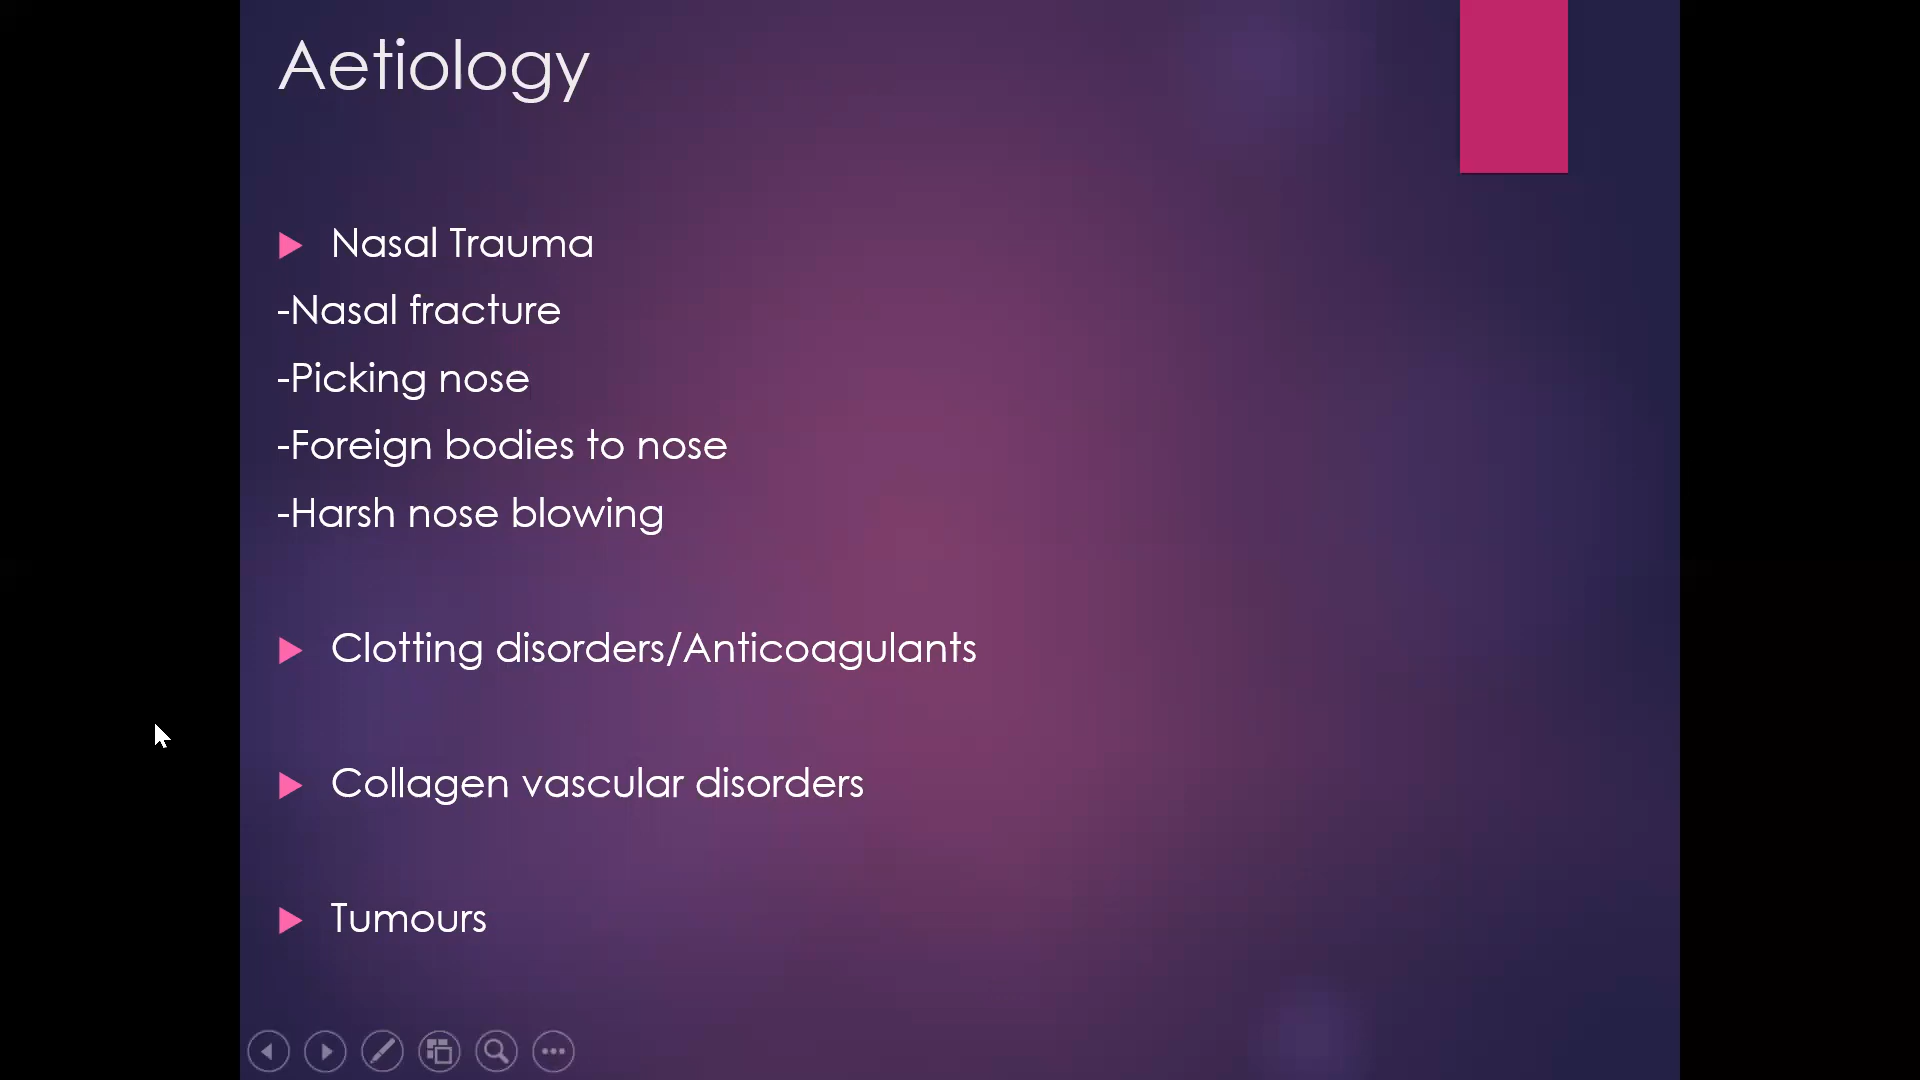 Aetiology
Nasal Trauma
-Nasal fracture
-Picking nose
-Foreign bodies to nose
-Harsh nose blowing
Clotting disorders/Anticoagulants
Collagen vascular disorders
Tumours